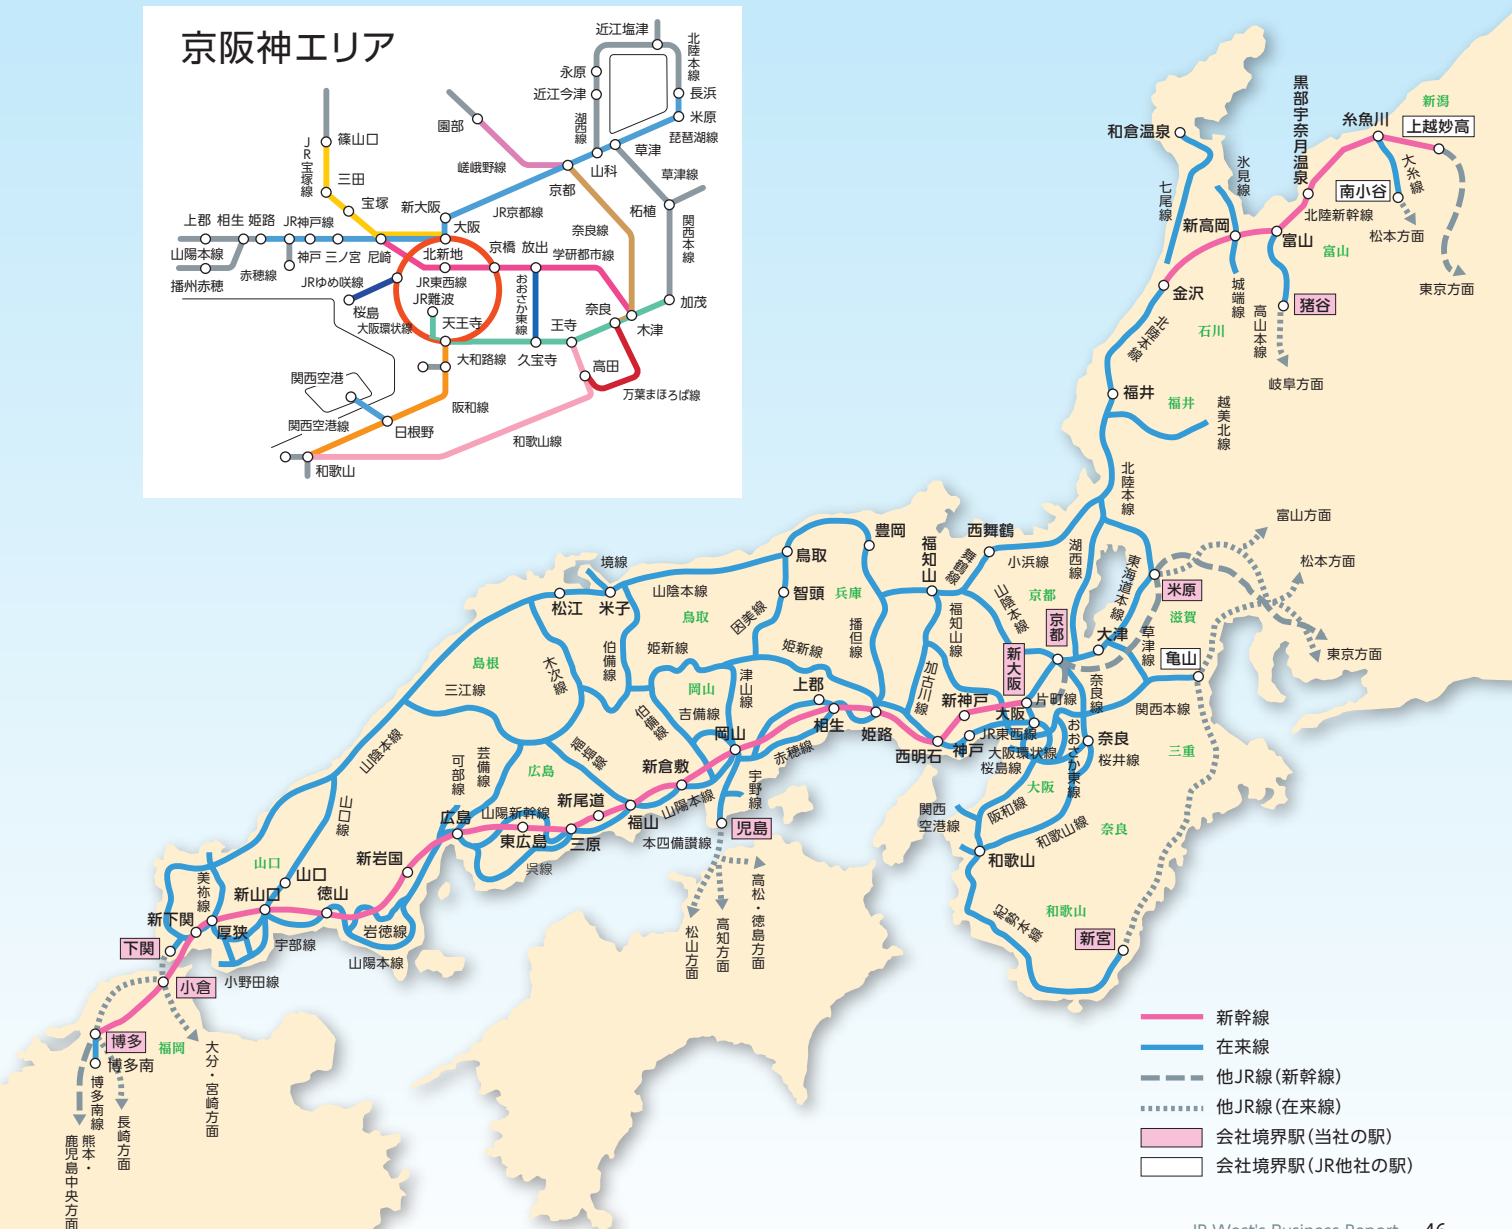 京阪神エリア
近江塩津
北陸本線
永原
近江今津
長浜
米原
湖西線
琵琶湖線
園部
JR宝塚線
篠山口
草津
嵯峨野線
山科
京都
草津線
三田
宝塚
新大阪
JR京都線
柘植
上郡
相生
姫路
JR神戸線
大阪
奈良線
関西本線
山陽本線
神戸
三ノ宮
尼崎
北新地
京橋
放出
学研都市線
赤穂線
播州赤穂
JRゆめ咲線
JR東西線
JR難波
おおさか東線
桜島
大阪環状線
天王寺
王寺
奈良
加茂
木津
大和路線
久宝寺
高田
関西空港
万葉まほろば線
阪和線
関西空港線
日根野
和歌山線
和歌山
和倉温泉
七尾線
氷見線
黒部宇奈月温泉
糸魚川
新潟
上越妙高
大糸線
南小谷
北陸新幹線
松本方面
新高岡
富山
富山
東京方面
金沢
城端線
高山本線
猪谷
石川
北陸本線
岐阜方面
福井
福井
越美北線
北陸本線
富山方面
松本方面
豊岡
西舞鶴
福知山
舞鶴線
小浜線
湖西線
東海道本線
米原
鳥取
境線
松江
米子
山陰本線
鳥取
智頭
兵庫
因美線
播但線
福知山線
山陰本線
京都
京都
大津
草津線
滋賀
亀山
東京方面
島根
木次線
伯備線
姫新線
姫新線
岡山
津山線
加古川線
新大阪
三江線
伯備線
吉備線
上郡
新神戸
片町線
奈良線
関西本線
岡山
相生
姫路
西明石
神戸
大阪
JR東西線
大阪環状線
桜島線
おおさか東線
奈良
桜井線
三重
山陰本線
可部線
芸備線
福塩線
広島
新倉敷
赤穂線
大阪
山口線
新尾道
山陽本線
宇野線
関西
空港線
阪和線
和歌山線
奈良
広島
山陽新幹線
東広島
三原
福山
本四備讃線
児島
呉線
和歌山
山口
美祢線
新岩国
山口
徳山
新山口
高松・徳島方面
高知方面
松山方面
紀勢本線
和歌山
新宮
新下関
厚狭
下関
宇部線
岩徳線
山陽本線
小倉
小野田線
博多
福岡
博多南
博多南線
大分・宮崎方面
長崎方面
熊本・
鹿児島中央方面
新幹線
在来線
他JR線（新幹線）
他JR線（在来線）
会社境界駅（当社の駅）
会社境界駅（JR他社の駅）